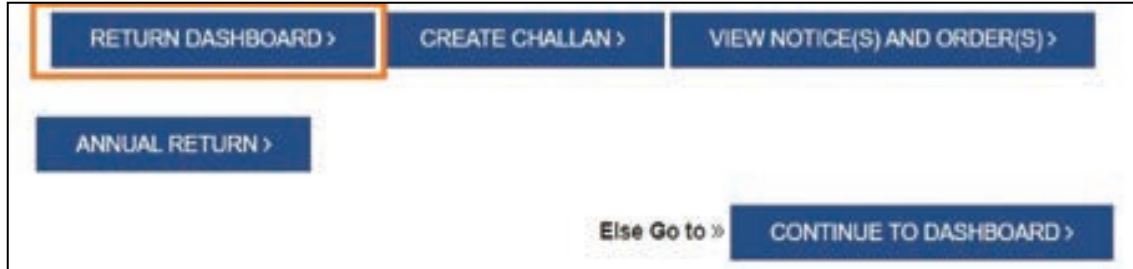 RETURN DASHBOARD > CREATE CHALLAN > VIEW NOTICE(S) AND ORDER(S) >
ANNUAL RETURN >
Else Go to » CONTINUE TO DASHBOARD >